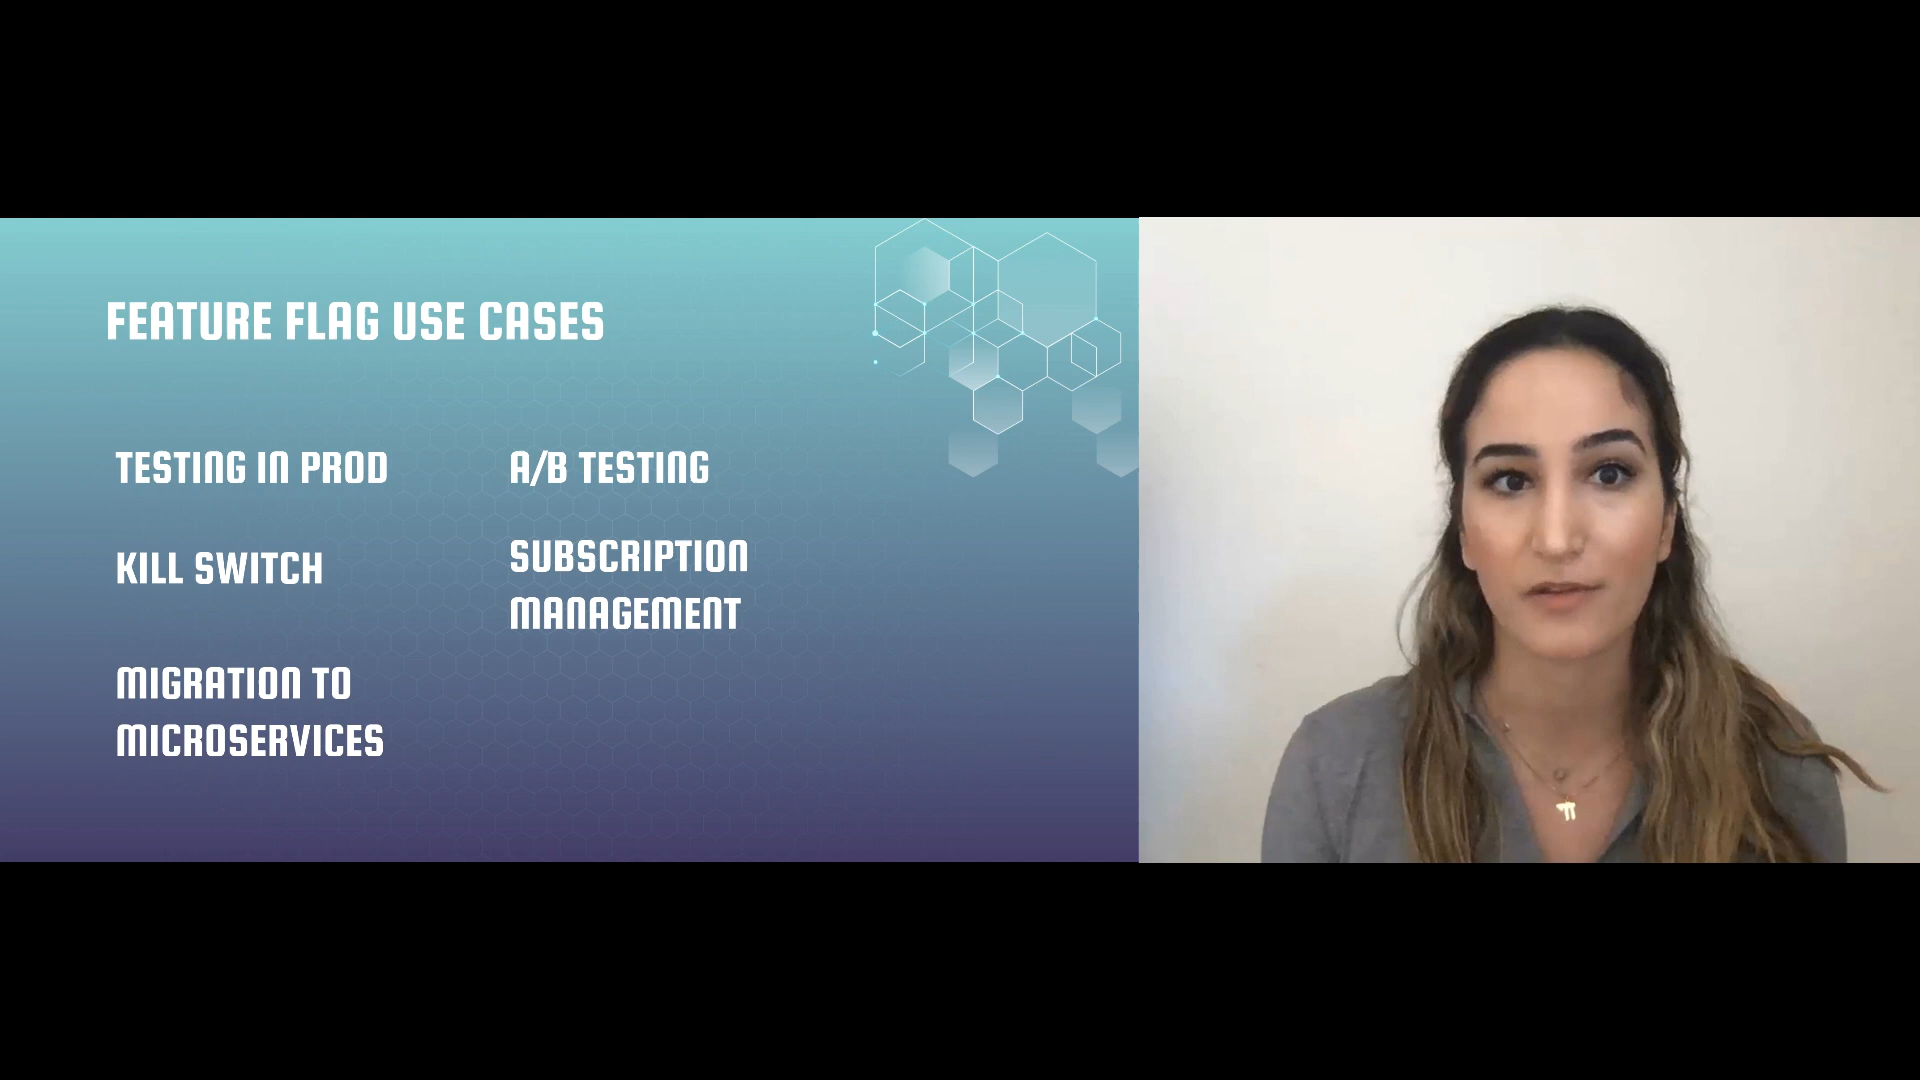 FEATURE FLAG USE CASES
TESTING IN PROD
KILL SWITCH
MIGRATION TO
MICROSERVICES
A/B TESTING
SUBSCRIPTION
MANAGEMENT